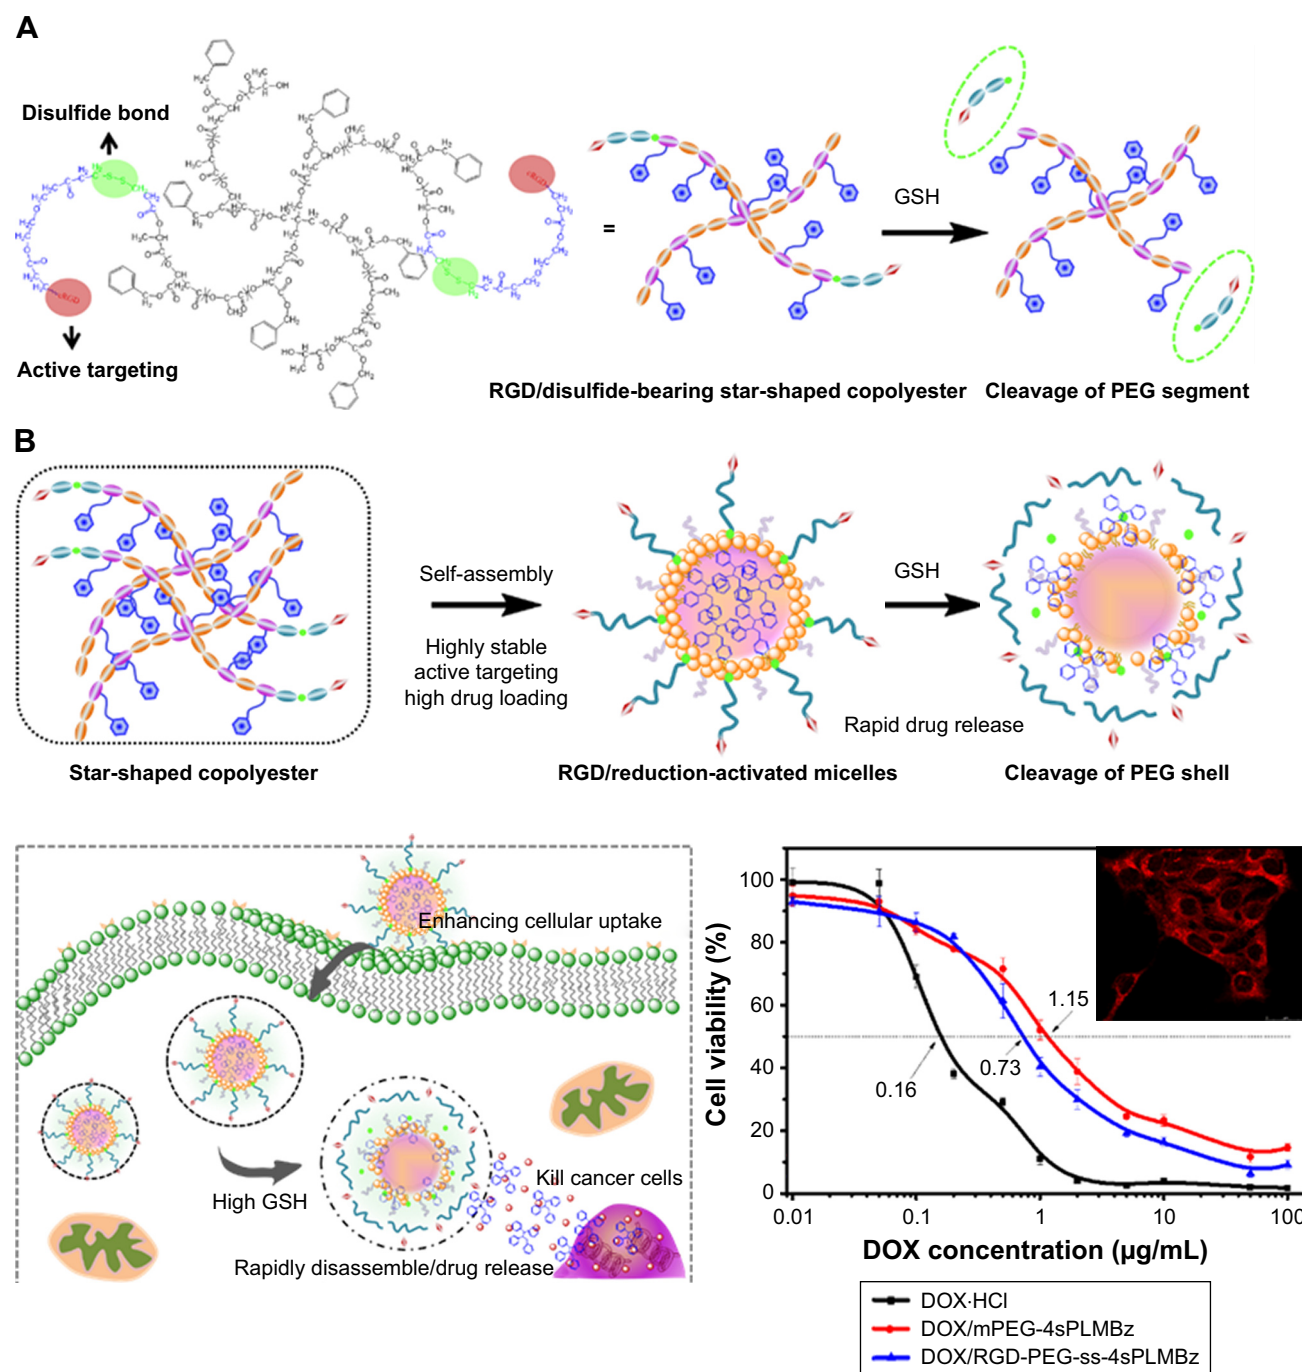 A
Disulfide bond
Active targeting
cRGD
cRGD
=
GSH
RGD/disulfide-bearing star-shaped copolyester
Cleavage of PEG segment
B
Self-assembly
Highly stable
active targeting
high drug loading
GSH
Rapid drug release
Star-shaped copolyester
RGD/reduction-activated micelles
Cleavage of PEG shell
Enhancing cellular uptake
High GSH
Kill cancer cells
Rapidly disassemble/drug release
Cell viability (%)
100
80
60
40
20
0
1.15
0.73
0.16
0.01
0.1
1
10
100
DOX concentration (µg/mL)
DOX·HCl
DOX/mPEG-4sPLMBz
DOX/RGD-PEG-ss-4sPLMBz